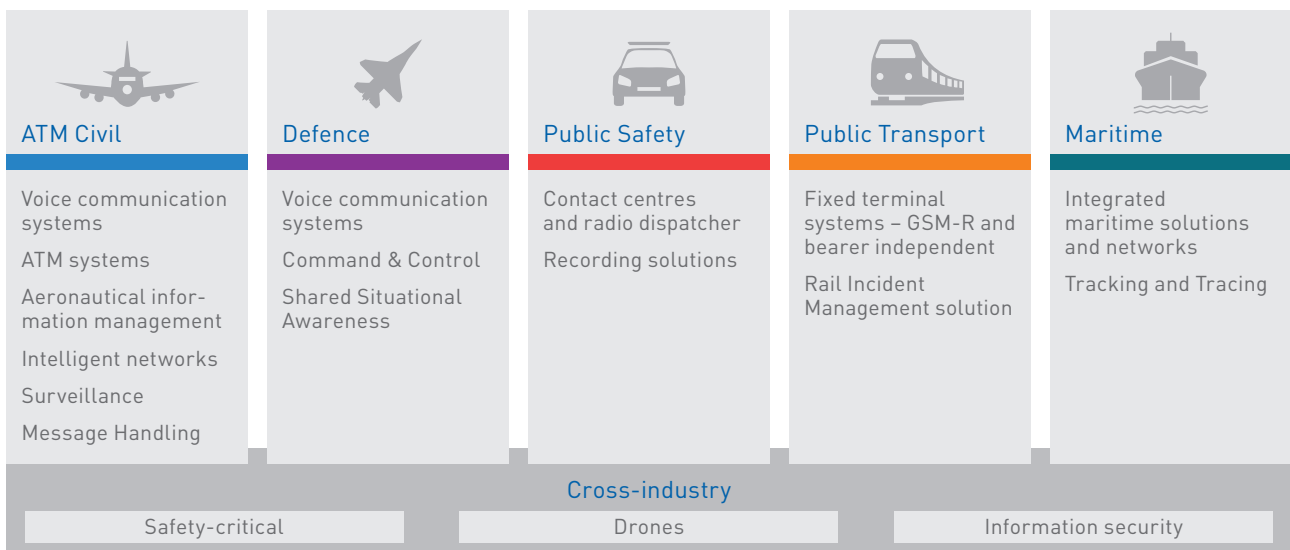 ATM Civil
Voice communication
systems
ATM systems
Aeronautical infor-
mation management
Intelligent networks
Surveillance
Message Handling
Defence
Voice communication
systems
Command & Control
Shared Situational
Awareness
Public Safety
Contact centres
and radio dispatcher
Recording solutions
Public Transport
Fixed terminal
systems – GSM-R and
bearer independent
Rail Incident
Management solution
Maritime
Integrated
maritime solutions
and networks
Tracking and Tracing
Cross-industry
Safety-critical
Drones
Information security